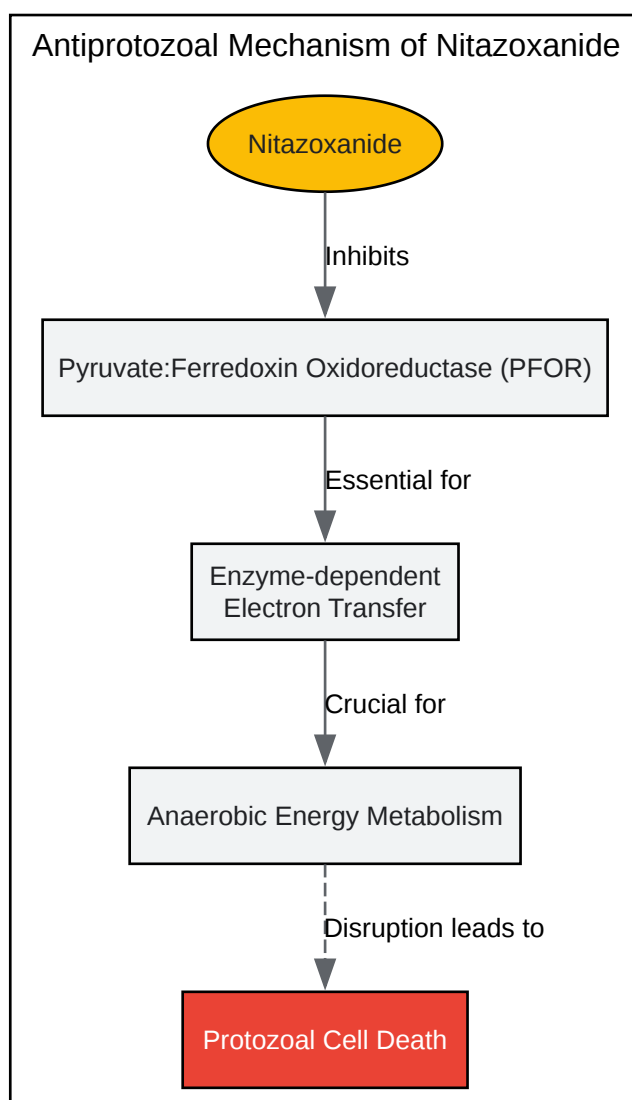 Antiprotozoal Mechanism of Nitazoxanide
Nitazoxanide
Inhibits
Pyruvate:Ferredoxin Oxidoreductase (PFOR)
Essential for
Enzyme-dependent
Electron Transfer
Crucial for
Anaerobic Energy Metabolism
Disruption leads to
Protozoal Cell Death